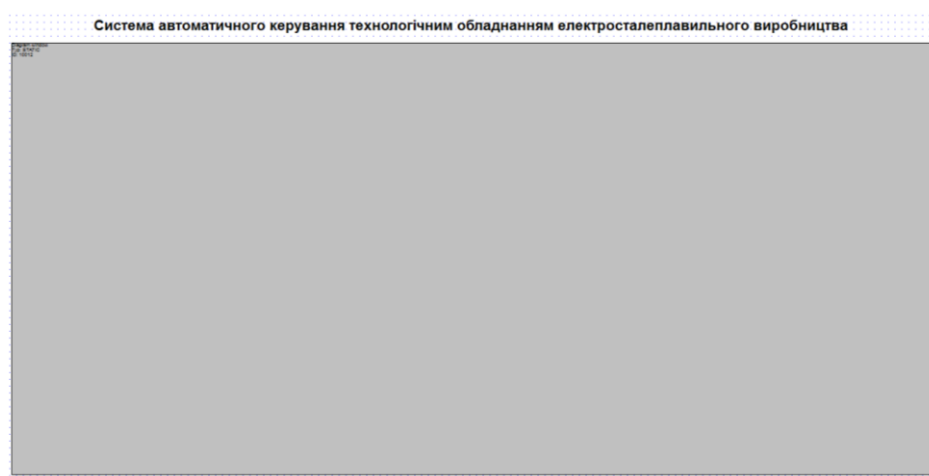 Система автоматичного керування технологічним обладнанням електросталеплавильного виробництва